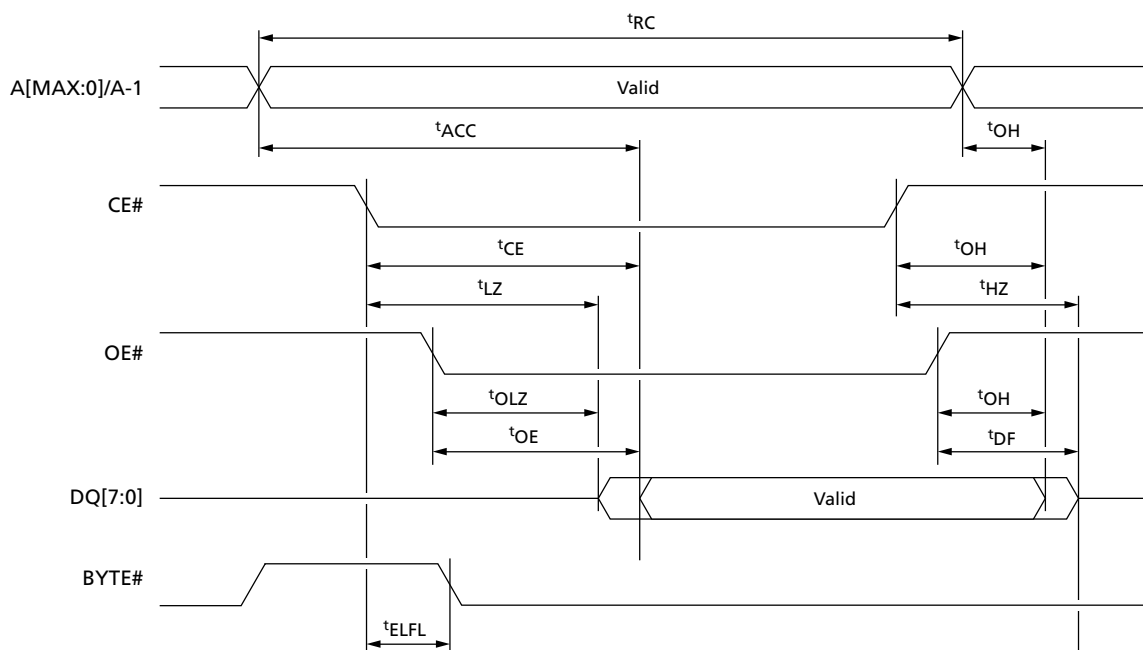 tRC
A[MAX:0]/A-1
Valid
tACC
tOH
CE#
tCE
tOH
tLZ
tHZ
OE#
tOLZ
tOH
tOE
tDF
DQ[7:0]
Valid
BYTE#
tELFL